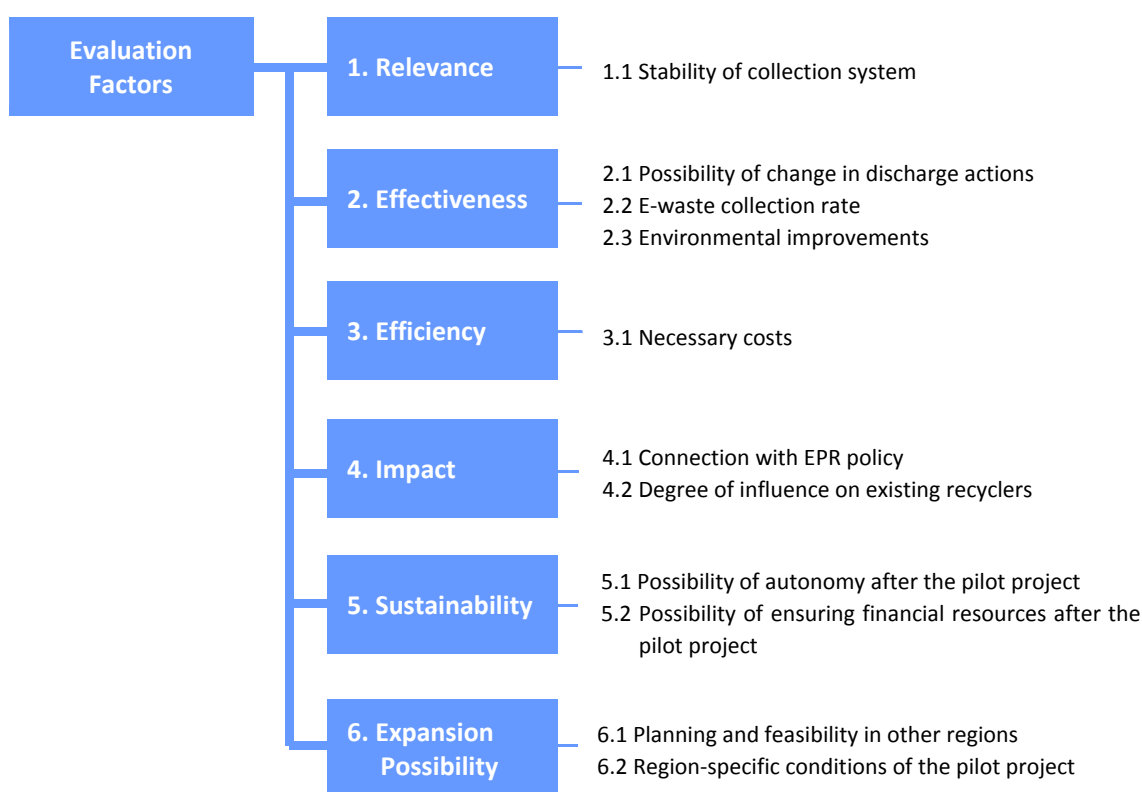 Evaluation
Factors
1. Relevance
1.1 Stability of collection system
2. Effectiveness
2.1 Possibility of change in discharge actions
2.2 E-waste collection rate
2.3 Environmental improvements
3. Efficiency
3.1 Necessary costs
4. Impact
4.1 Connection with EPR policy
4.2 Degree of influence on existing recyclers
5. Sustainability
5.1 Possibility of autonomy after the pilot project
5.2 Possibility of ensuring financial resources after the
pilot project
6. Expansion
Possibility
6.1 Planning and feasibility in other regions
6.2 Region-specific conditions of the pilot project